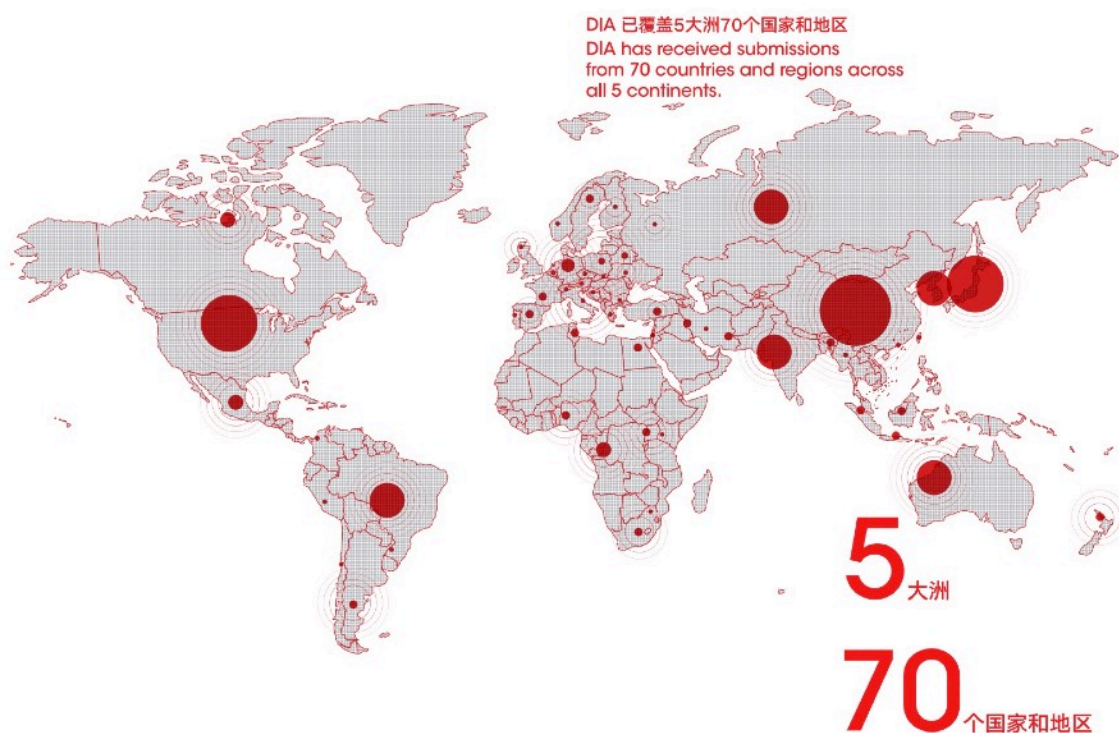 DIA 已覆盖5大洲70个国家和地区
DIA has received submissions
from 70 countries and regions across
all 5 continents.
5大洲
70个国家和地区